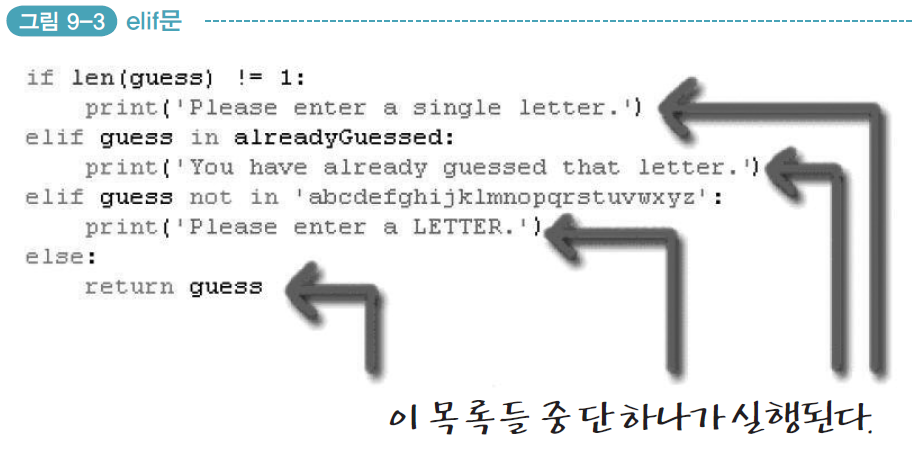 그림 9-3 elif문
if len(guess) != 1:
    print('Please enter a single letter.')
elif guess in alreadyGuessed:
    print('You have already guessed that letter.')
elif guess not in 'abcdefghijklmnopqrstuvwxyz':
    print('Please enter a LETTER.')
else:
    return guess
이 목록들 중 단 하나가 실행된다.